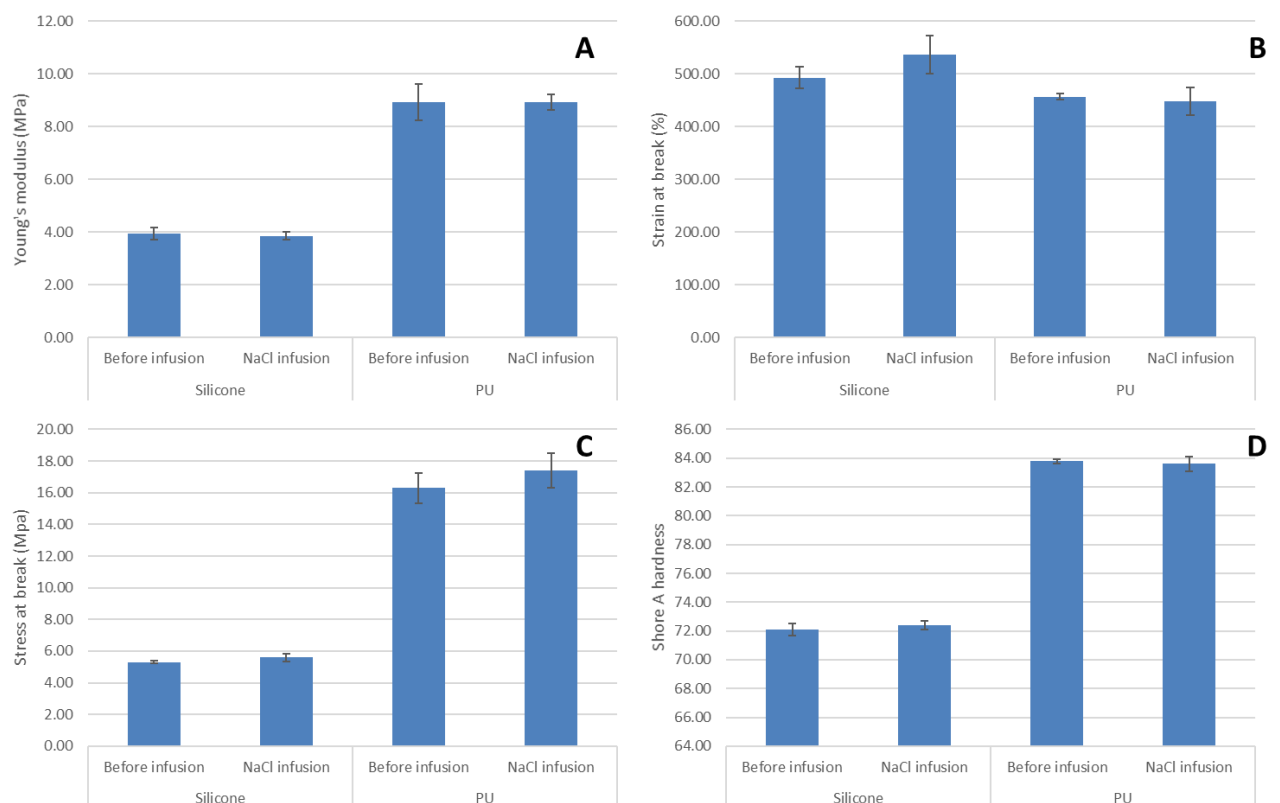 A
Young's modulus (MPa)
12.00
10.00
8.00
6.00
4.00
2.00
0.00
Before infusion NaCl infusion Before infusion NaCl infusion
Silicone PU
B
Strain at break (%)
600.00
500.00
400.00
300.00
200.00
100.00
0.00
Before infusion NaCl infusion Before infusion NaCl infusion
Silicone PU
C
Stress at break (Mpa)
20.00
18.00
16.00
14.00
12.00
10.00
8.00
6.00
4.00
2.00
0.00
Before infusion NaCl infusion Before infusion NaCl infusion
Silicone PU
D
Shore A hardness
86.00
84.00
82.00
80.00
78.00
76.00
74.00
72.00
70.00
68.00
66.00
64.00
Before infusion NaCl infusion Before infusion NaCl infusion
Silicone PU